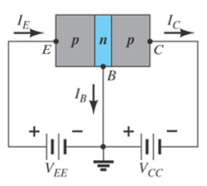 I_E I_C
E p n p C
B
I_B
+ - + -
V_EE V_CC